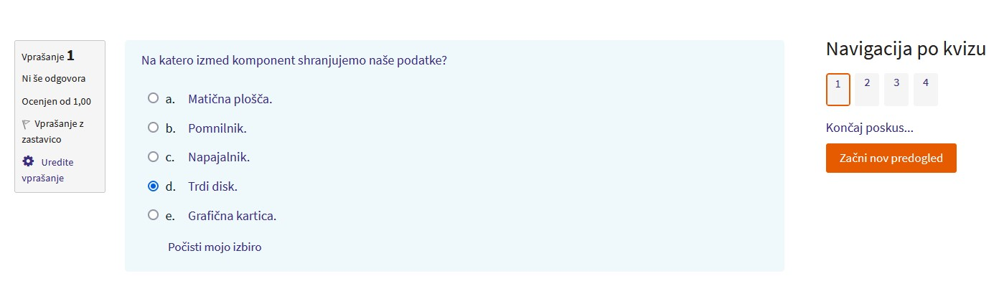 Vprašanje 1
Ni še odgovora
Ocenjen od 1,00
Vprašanje z
zastavico
Uredite
vprašanje
Na katero izmed komponent shranjujemo naše podatke?
a. Matična plošča.
b. Pomnilnik.
c. Napajalnik.
d. Trdi disk.
e. Grafična kartica.
Počisti mojo izbiro
Navigacija po kvizu
1 2 3 4
Končaj poskus...
Začni nov predogled